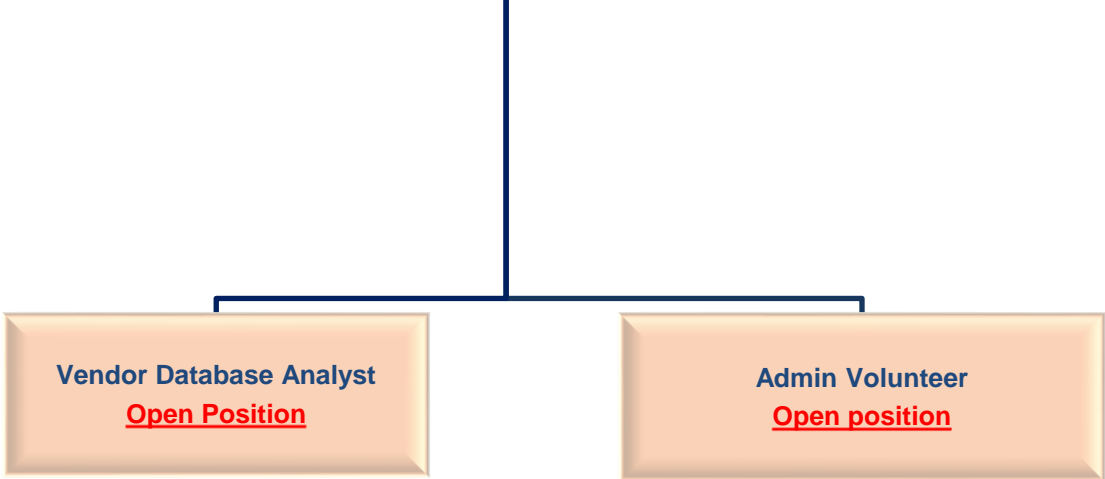 Vendor Database Analyst
Open Position
Admin Volunteer
Open position